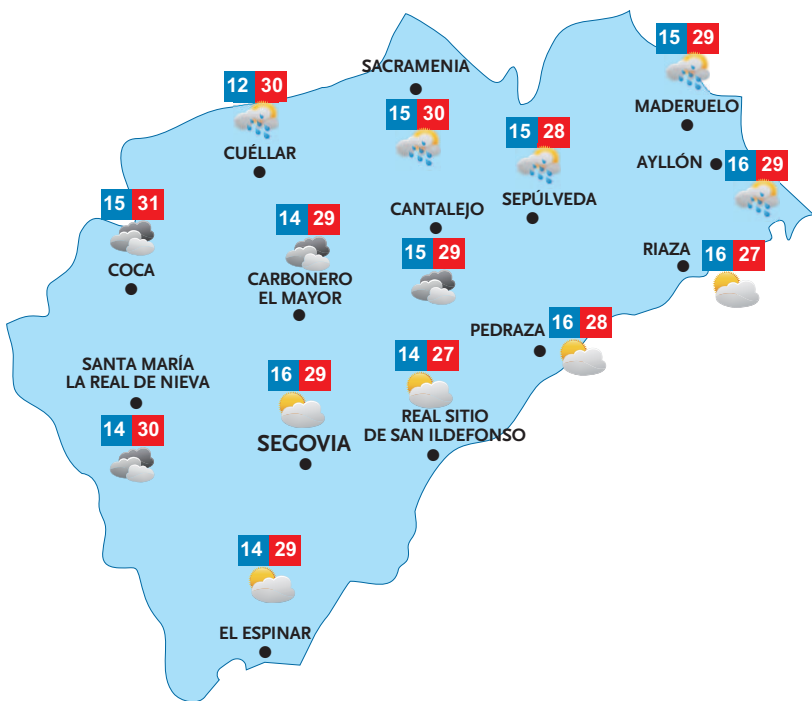 15 29
MADERUELO
SACRAMENIA
15 30
12 30
CUÉLLAR
15 28
SEPÚLVEDA
AYLLÓN
16 29
15 31
COCA
14 29
CARBONERO
EL MAYOR
CANTALEJO
15 29
RIAZA
16 27
PEDRAZA
16 28
SANTA MARÍA
LA REAL DE NIEVA
14 30
16 29
SEGOVIA
14 27
REAL SITIO
DE SAN ILDEFONSO
14 29
EL ESPINAR